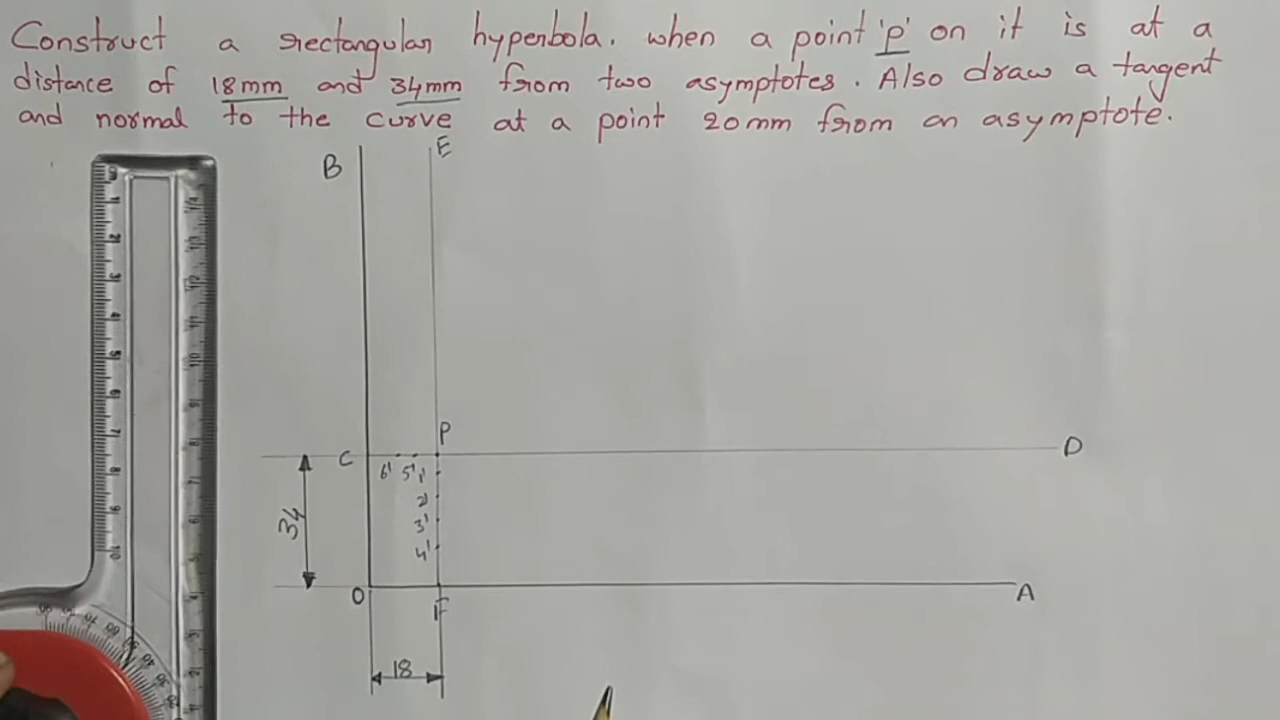 Construct a rectangular hyperbola. when a point 'p' on it is at a
distance of 18mm and 34mm from two asymptotes. Also draw a tangent
and normal to the curve at a point 20mm from an asymptote.
B E
P
C D
6' 5' 1'
2'
3'
34
4'
O F A
18